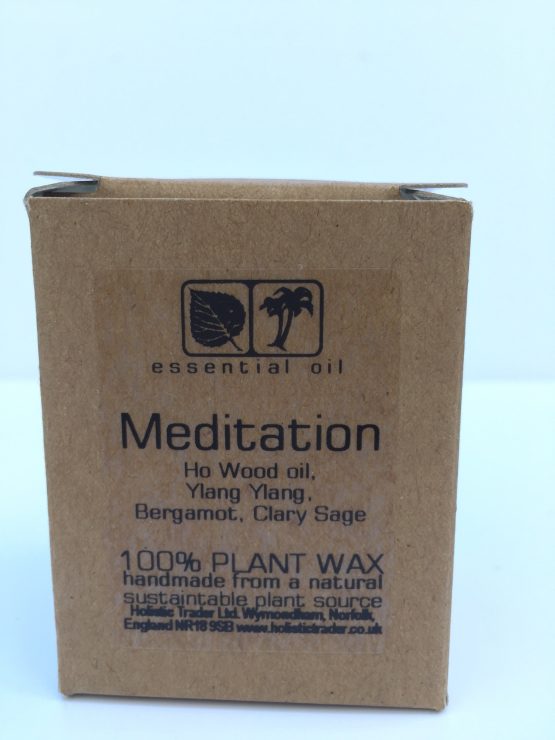 essential oil
Meditation
Ho Wood oil,
Ylang Ylang,
Bergamot, Clary Sage
100% PLANT WAX
handmade from a natural
sustaintable plant source
Holistic Trader Ltd. Wymondham, Norfolk,
England NR18 9SB www.holistictrader.co.uk